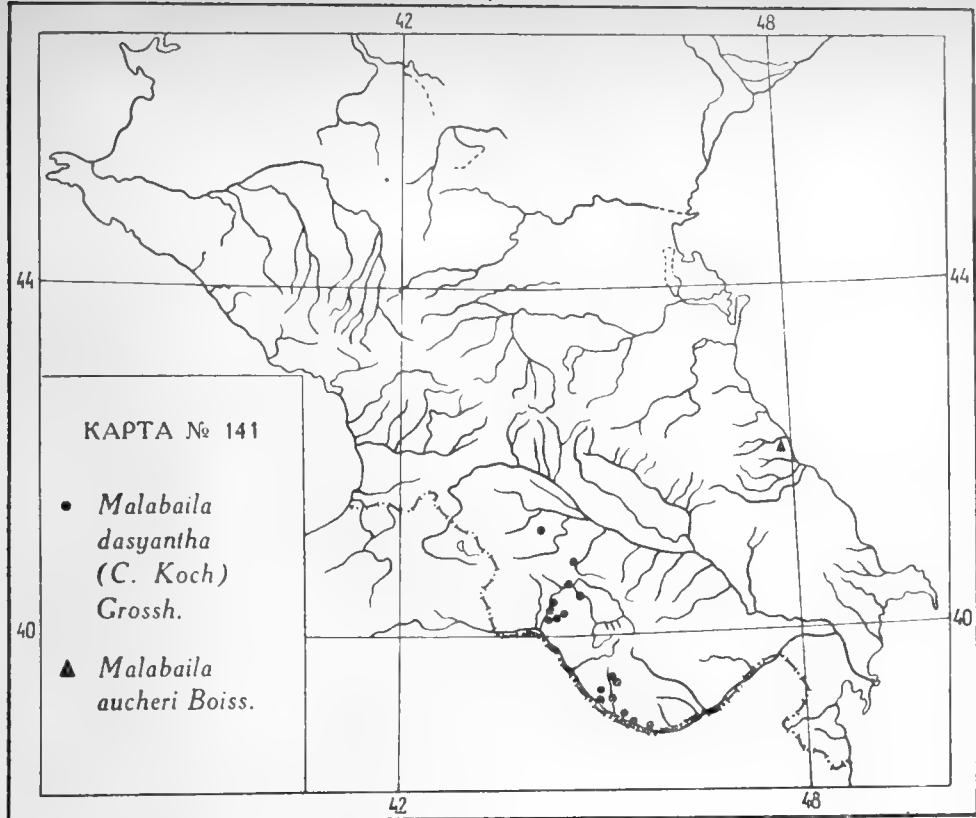 42 48
44 44
КАРТА № 141
Malabaila
dasyantha
(C. Koch)
Grossh.
40 40
Malabaila
aucheri Boiss.
42 48